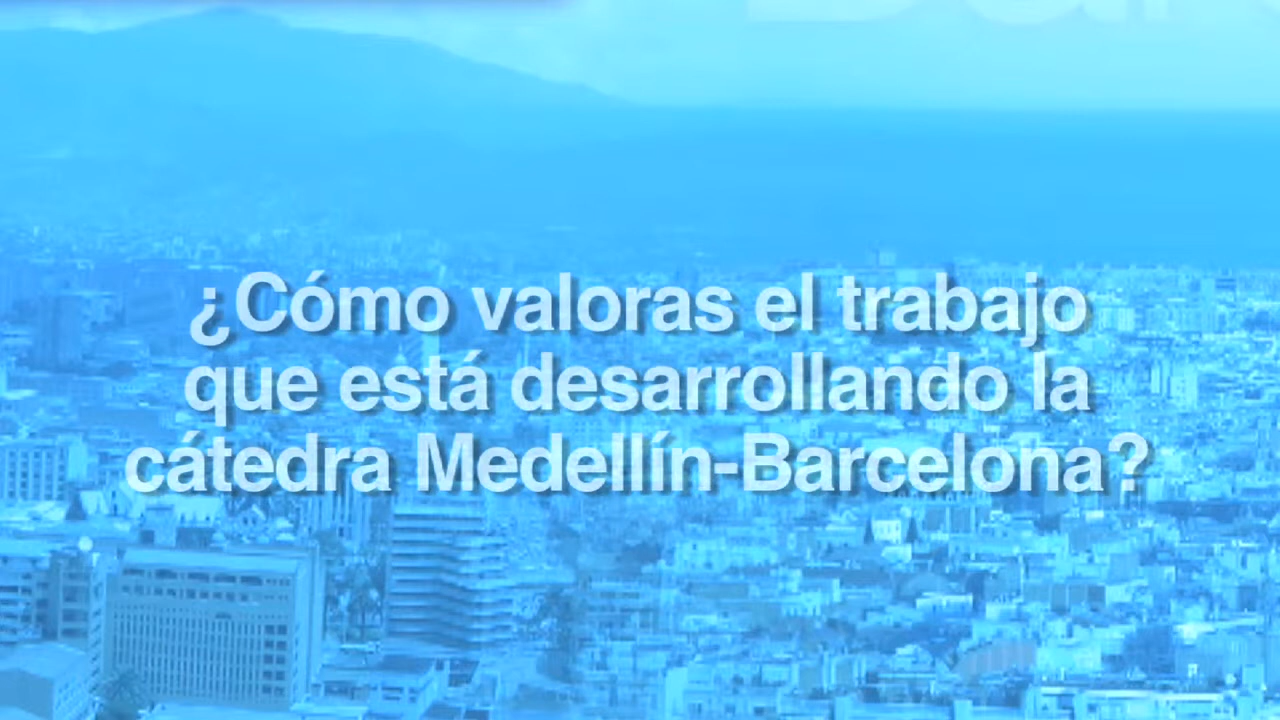 ¿Cómo valoras el trabajo
que está desarrollando la
cátedra Medellín-Barcelona?